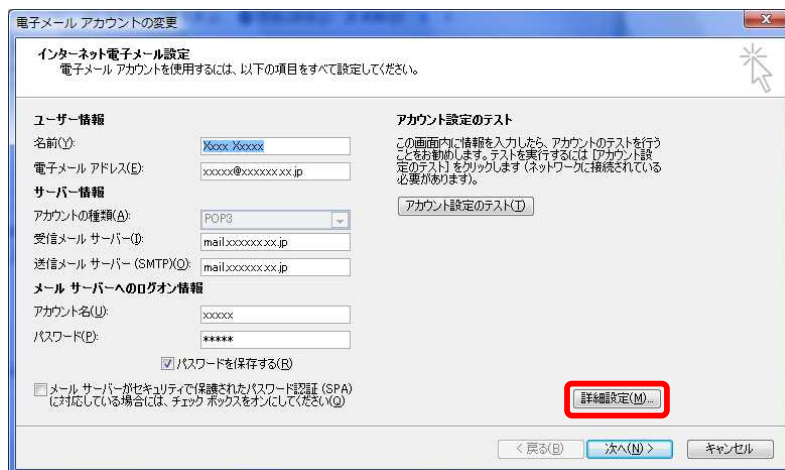 電子メール アカウントの変更
インターネット電子メール設定
電子メール アカウントを使用するには、以下の項目をすべて設定してください。
ユーザー情報
名前(Y):
Xxxx Xxxxx
電子メール アドレス(E):
xxxxx@xxxxxx.xx.jp
サーバー情報
アカウントの種類(A):
POP3
受信メール サーバー(I):
mail.xxxxxx.xx.jp
送信メール サーバー (SMTP)(O):
mail.xxxxxx.xx.jp
メール サーバーへのログオン情報
アカウント名(U):
xxxxx
パスワード(P):
*****
パスワードを保存する(R)
メール サーバーがセキュリティで保護されたパスワード認証 (SPA)
に対応している場合には、チェック ボックスをオンにしてください(Q)
アカウント設定のテスト
この画面内に情報を入力したら、アカウントのテストを行う
ことをお勧めします。テストを実行するには [アカウント設
定のテスト] をクリックします (ネットワークに接続されている
必要があります)。
アカウント設定のテスト(T)
詳細設定(M)...
< 戻る(B)
次へ(N) >
キャンセル